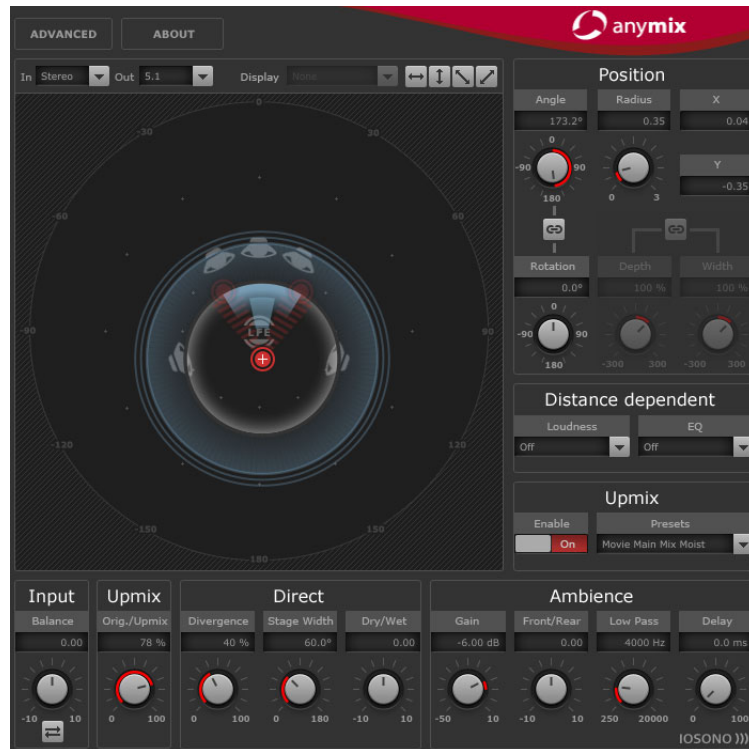 ADVANCED ABOUT anymix
In Stereo Out 5.1 Display None
Position
Angle Radius X
173.2° 0.35 0.04
0
-90 90 Y
180 0 3 -0.35
Rotation Depth Width
0.0° 100 % 100 %
0
-90 90
180 -300 300 -300 300
0
-30 30
-60 60
-90 90
LFE
-120 120
-150 150
-180
Distance dependent
Loudness EQ
Off Off
Upmix
Enable Presets
On Movie Main Mix Moist
Input Upmix Direct Ambience
Balance Orig./Upmix Divergence Stage Width Dry/Wet Gain Front/Rear Low Pass Delay
0.00 78 % 40 % 60.0° 0.00 -6.00 dB 0.00 4000 Hz 0.0 ms
-10 10 0 100 0 100 0 180 -10 10 -50 10 -10 10 250 20000 0 100
IOSONO )))